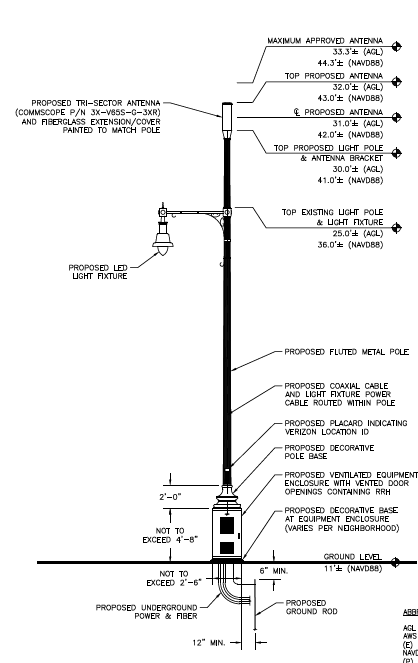 MAXIMUM APPROVED ANTENNA
33.3'± (AGL)
44.3'± (NAVD88)
TOP PROPOSED ANTENNA
32.0'± (AGL)
43.0'± (NAVD88)
℄ PROPOSED ANTENNA
31.0'± (AGL)
42.0'± (NAVD88)
TOP PROPOSED LIGHT POLE
& ANTENNA BRACKET
30.0'± (AGL)
41.0'± (NAVD88)
PROPOSED TRI-SECTOR ANTENNA
(COMMSCOPE P/N 3X-V65S-G-3XR)
AND FIBERGLASS EXTENSION/COVER
PAINTED TO MATCH POLE
TOP EXISTING LIGHT POLE
& LIGHT FIXTURE
25.0'± (AGL)
36.0'± (NAVD88)
PROPOSED LED
LIGHT FIXTURE
PROPOSED FLUTED METAL POLE
PROPOSED COAXIAL CABLE
AND LIGHT FIXTURE POWER
CABLE ROUTED WITHIN POLE
PROPOSED PLACARD INDICATING
VERIZON LOCATION ID
PROPOSED DECORATIVE
POLE BASE
PROPOSED VENTILATED EQUIPMENT
ENCLOSURE WITH VENTED DOOR
OPENINGS CONTAINING RRH
2'-0"
NOT TO
EXCEED 4'-8"
PROPOSED DECORATIVE BASE
AT EQUIPMENT ENCLOSURE
(VARIES PER NEIGHBORHOOD)
GROUND LEVEL
11'± (NAVD88)
NOT TO
EXCEED 2'-6"
6" MIN.
PROPOSED UNDERGROUND
POWER & FIBER
PROPOSED
GROUND ROD
12" MIN.
ABB
AGL
AWS
(E)
NAV